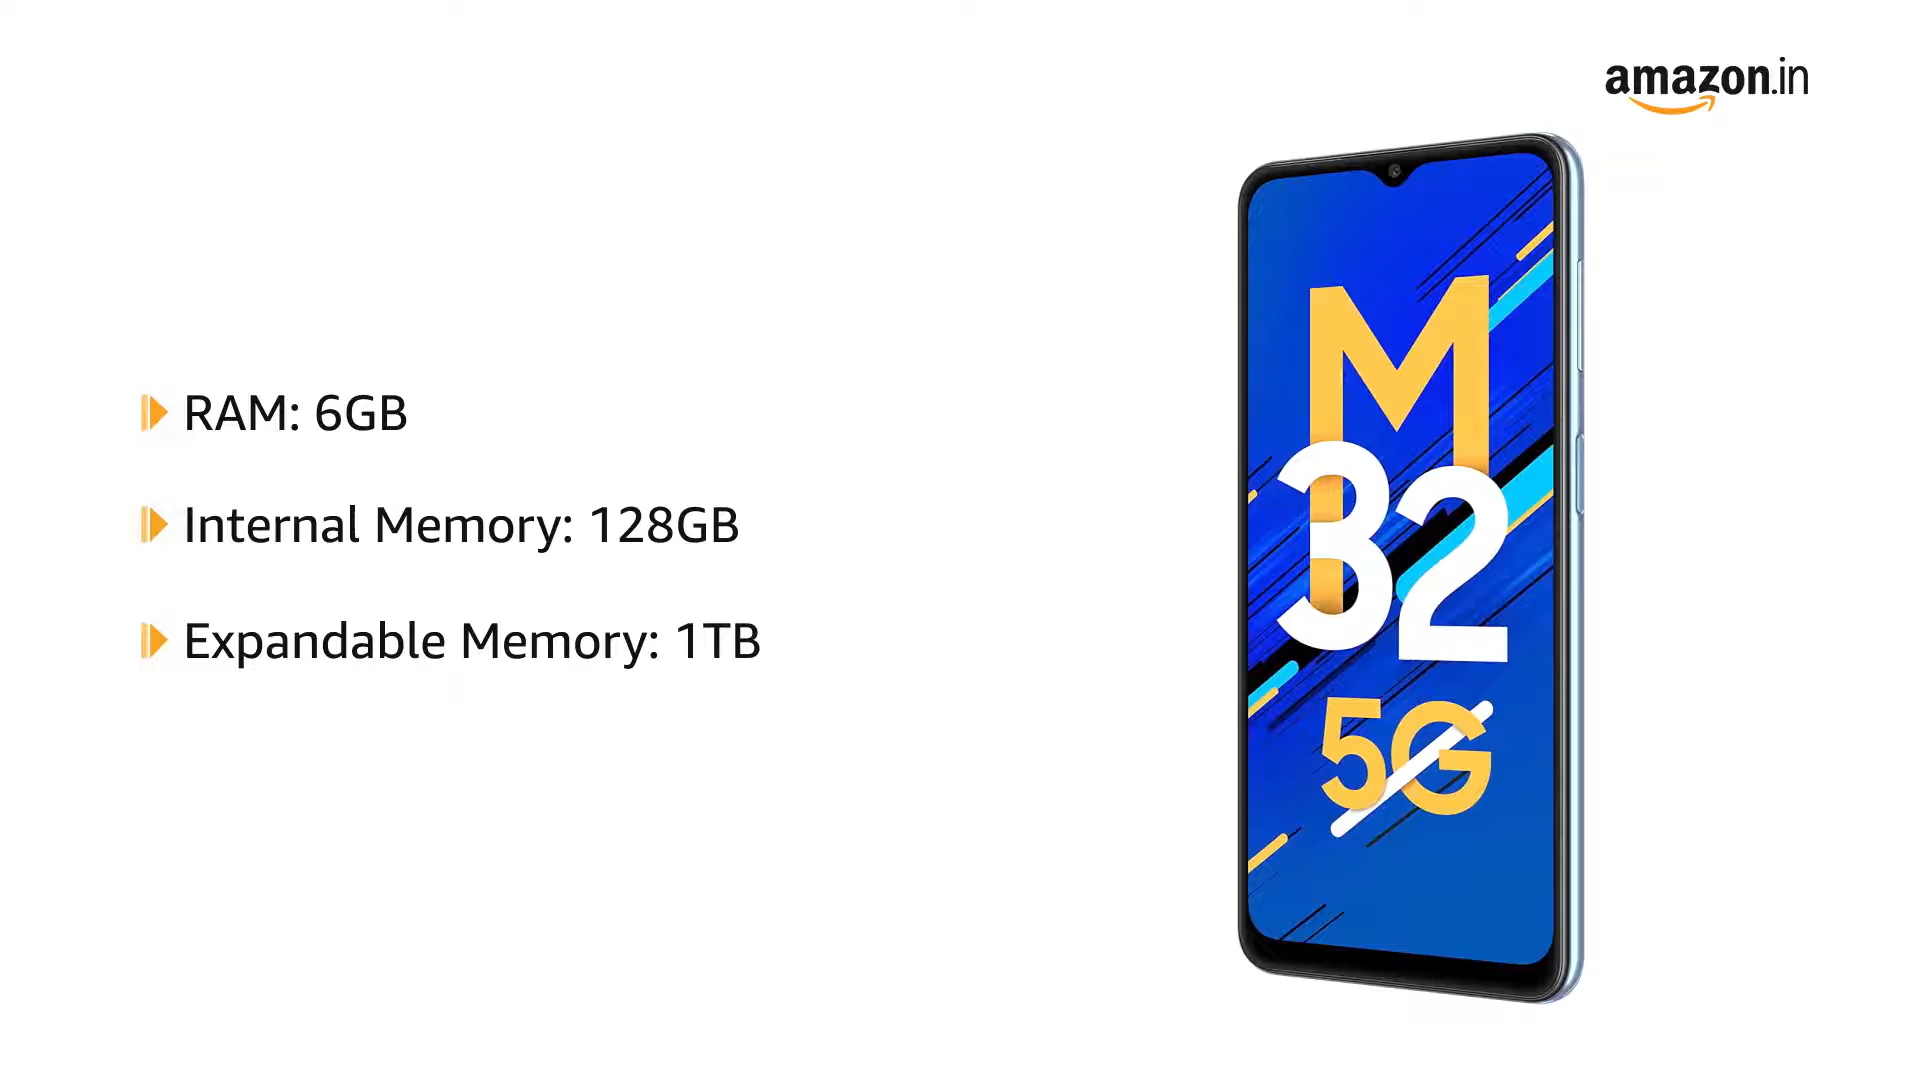 amazon.in
RAM: 6GB
Internal Memory: 128GB
Expandable Memory: 1TB
M
32
5G